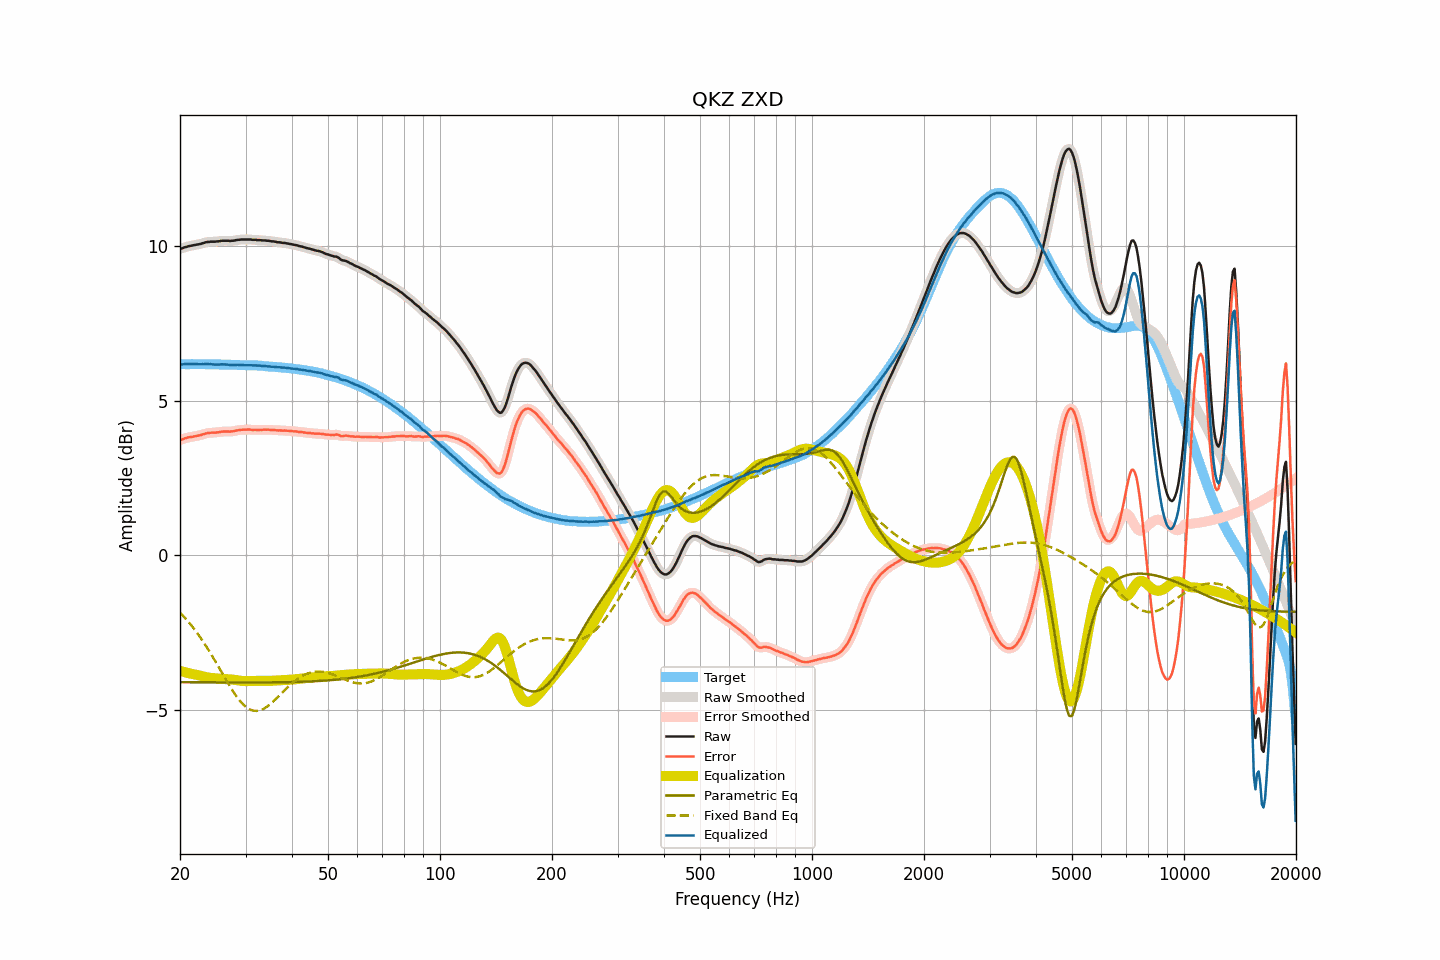 QKZ ZXD
Amplitude (dBr)
10
5
0
−5
Target
Raw Smoothed
Error Smoothed
Raw
Error
Equalization
Parametric Eq
Fixed Band Eq
Equalized
20 50 100 200 500 1000 2000 5000 10000 20000
Frequency (Hz)